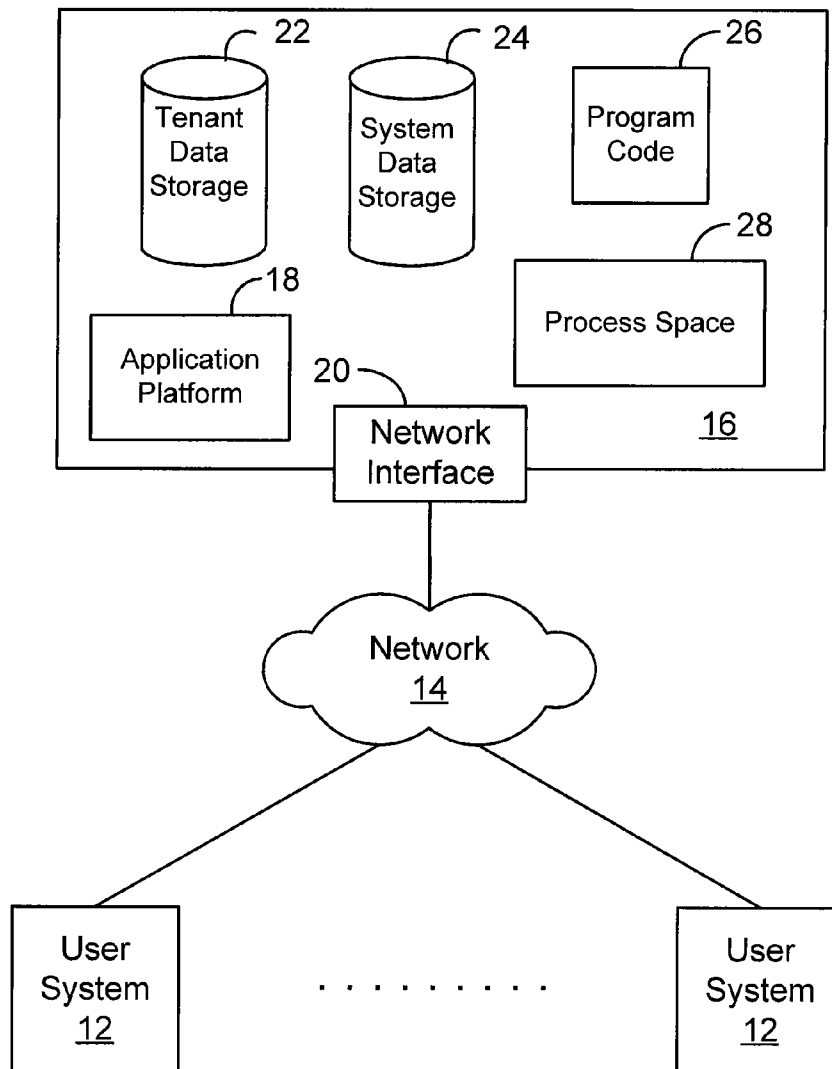 22
24
26
Tenant
Data
Storage
System
Data
Storage
Program
Code
28
18
Process Space
Application
Platform
20
16
Network
Interface
Network
14
User
System
12
User
System
12